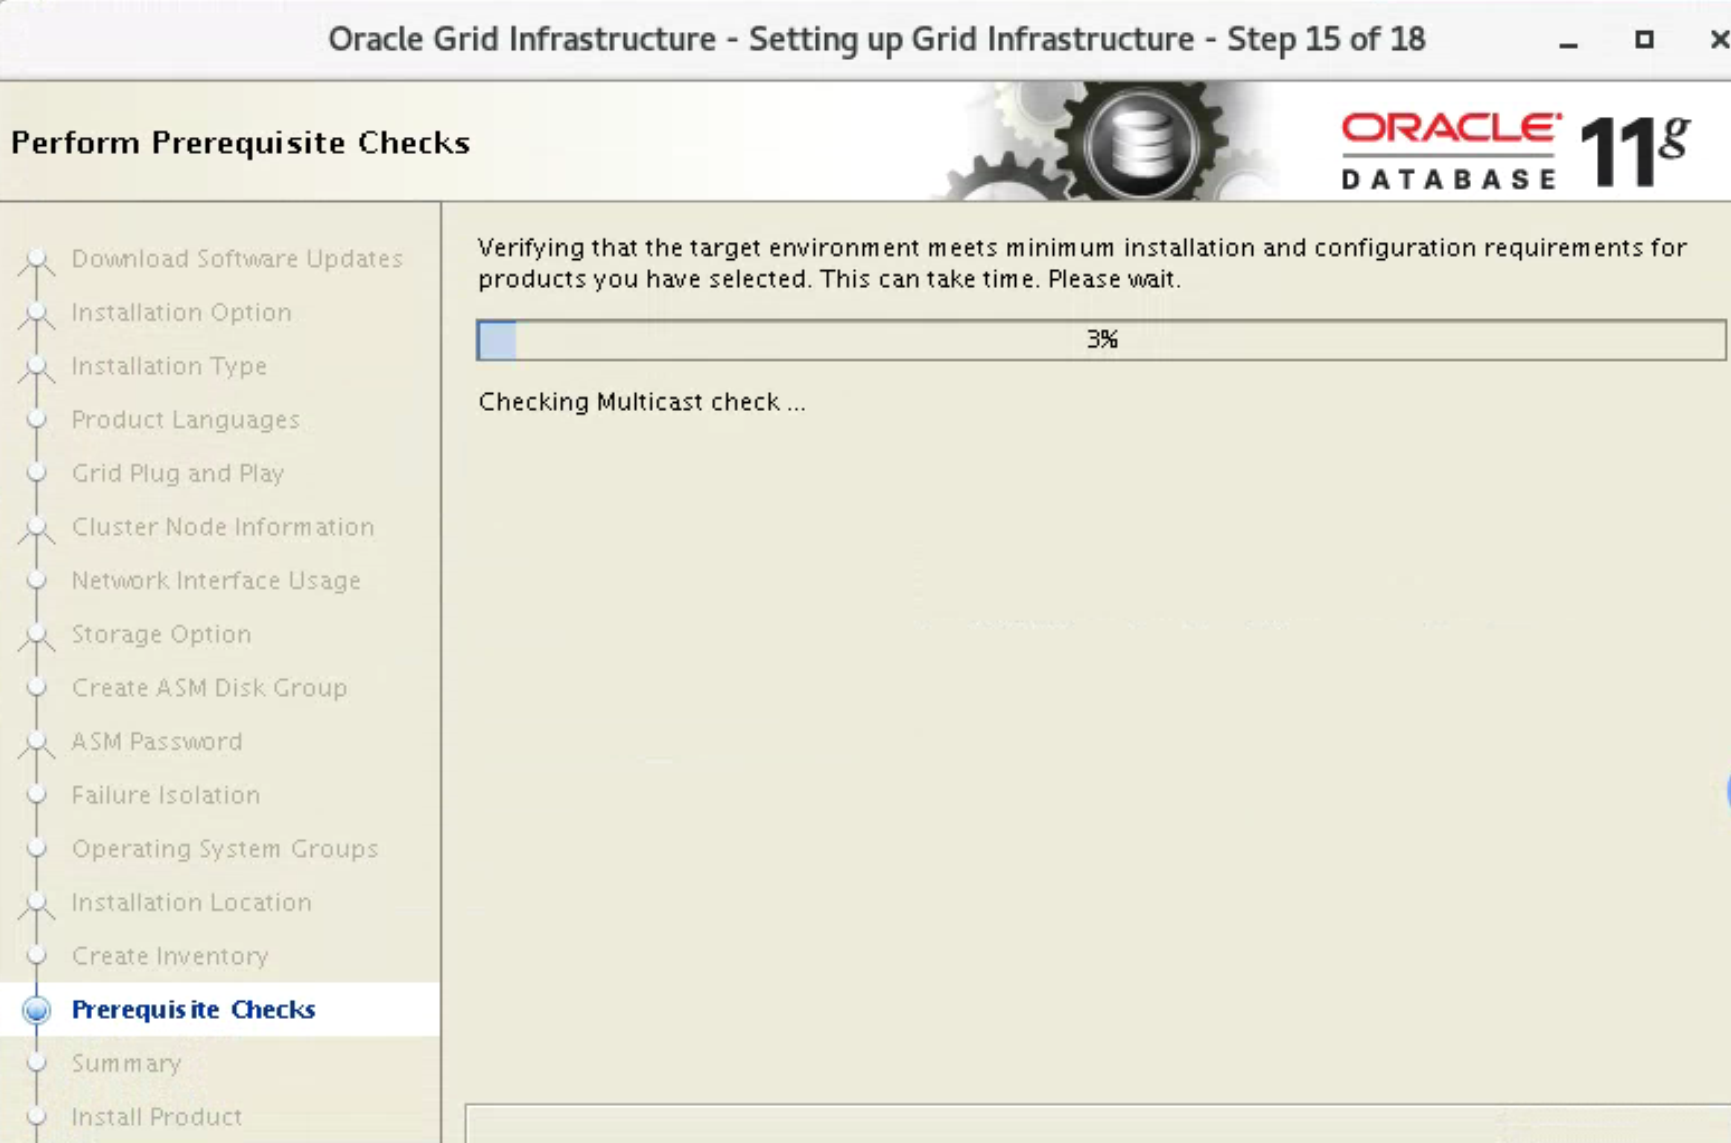 Oracle Grid Infrastructure - Setting up Grid Infrastructure - Step 15 of 18
Perform Prerequisite Checks
ORACLE
DATABASE
11g
Download Software Updates
Installation Option
Installation Type
Product Languages
Grid Plug and Play
Cluster Node Information
Network Interface Usage
Storage Option
Create ASM Disk Group
ASM Password
Failure Isolation
Operating System Groups
Installation Location
Create Inventory
Prerequisite Checks
Summary
Install Product
Verifying that the target environment meets minimum installation and configuration requirements for
products you have selected. This can take time. Please wait.
3%
Checking Multicast check ...